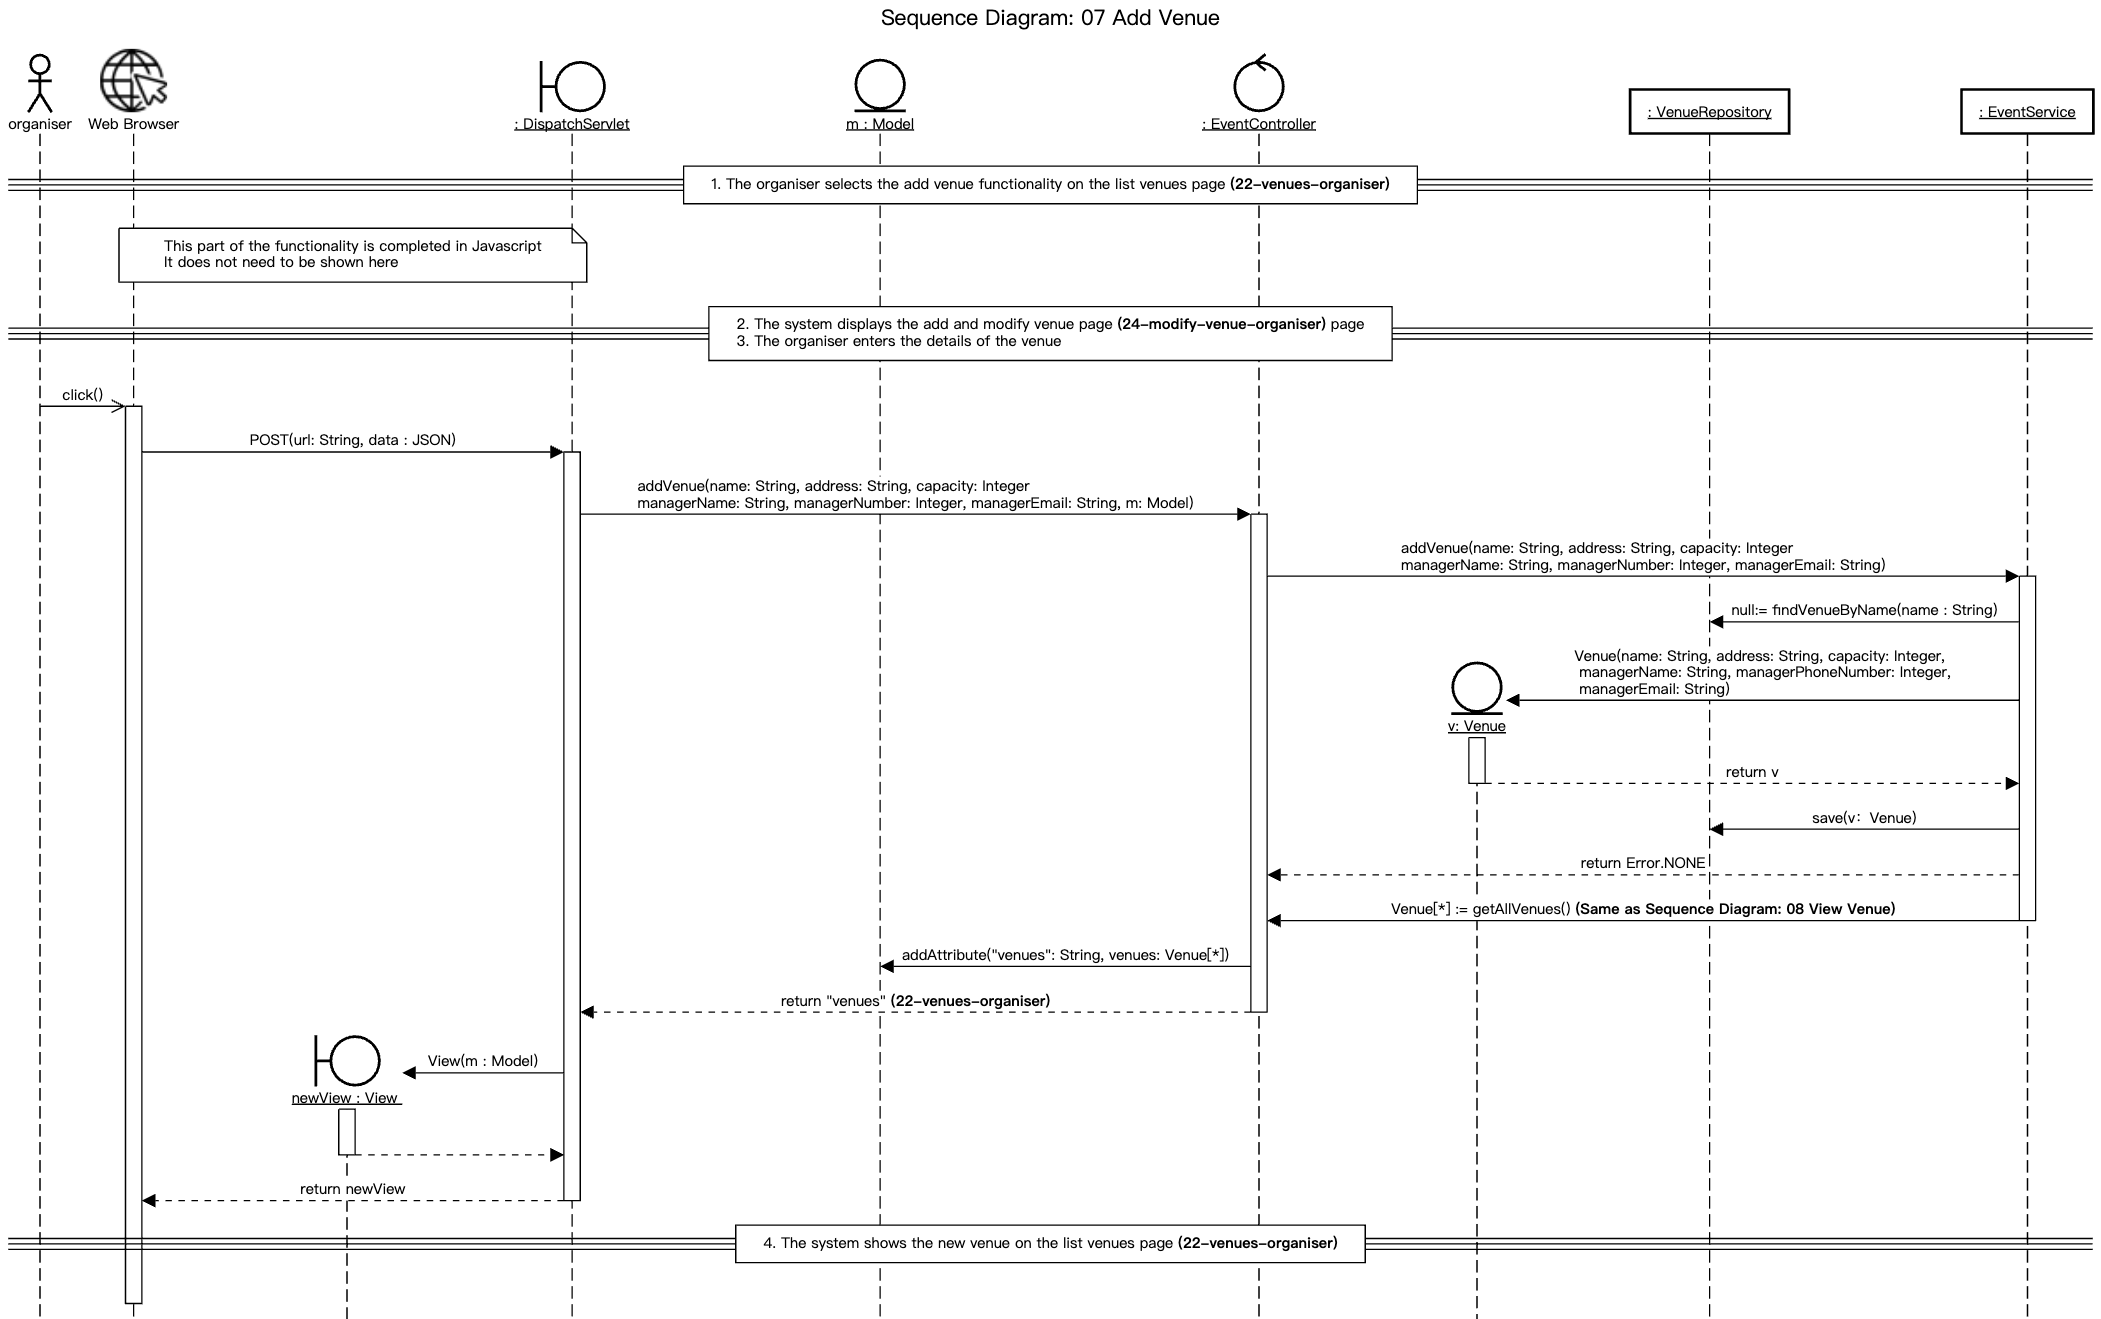 Sequence Diagram: 07 Add Venue
organiser
Web Browser
: DispatchServlet
m : Model
: EventController
: VenueRepository
: EventService
1. The organiser selects the add venue functionality on the list venues page (22-venues-organiser)
This part of the functionality is completed in Javascript
It does not need to be shown here
2. The system displays the add and modify venue page (24-modify-venue-organiser) page
3. The organiser enters the details of the venue
click()
POST(url: String, data : JSON)
addVenue(name: String, address: String, capacity: Integer
managerName: String, managerNumber: Integer, managerEmail: String, m: Model)
addVenue(name: String, address: String, capacity: Integer
managerName: String, managerNumber: Integer, managerEmail: String)
null:= findVenueByName(name : String)
Venue(name: String, address: String, capacity: Integer,
managerName: String, managerPhoneNumber: Integer,
managerEmail: String)
v: Venue
return v
save(v: Venue)
return Error.NONE
Venue[*] := getAllVenues() (Same as Sequence Diagram: 08 View Venue)
addAttribute("venues": String, venues: Venue[*])
return "venues" (22-venues-organiser)
View(m : Model)
newView : View
return newView
4. The system shows the new venue on the list venues page (22-venues-organiser)